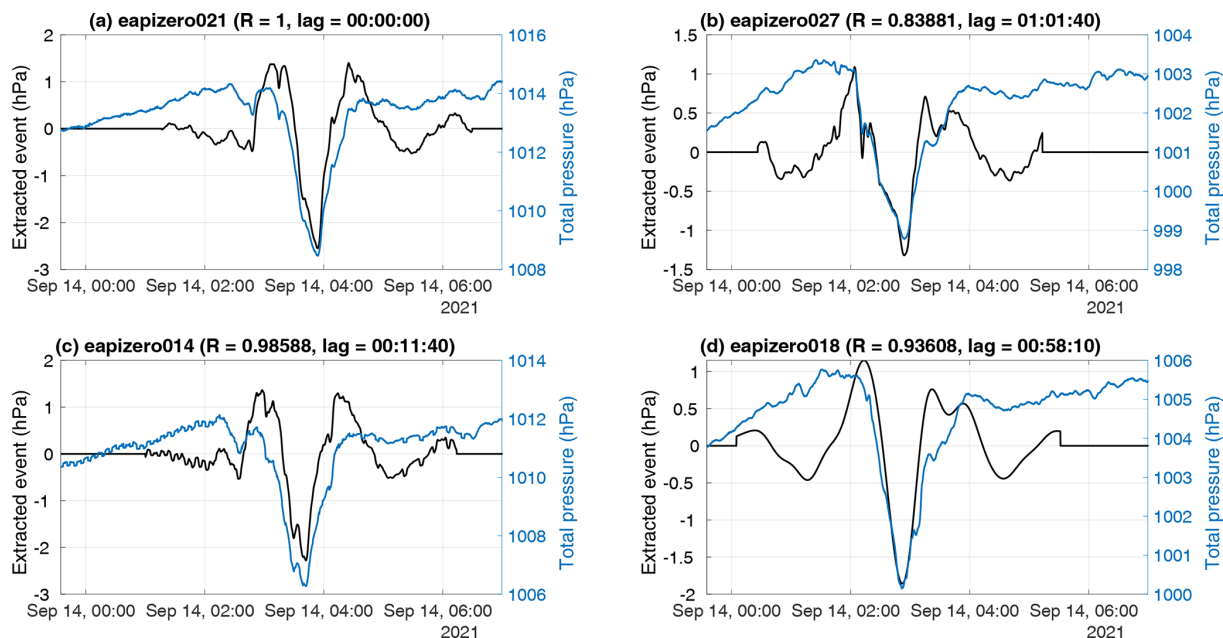 (a) eapizero021 (R = 1, lag = 00:00:00)
Extracted event (hPa)
2
1
0
-1
-2
-3
Total pressure (hPa)
1016
1014
1012
1010
1008
Sep 14, 00:00
Sep 14, 02:00
Sep 14, 04:00
Sep 14, 06:00
2021
(b) eapizero027 (R = 0.83881, lag = 01:01:40)
Extracted event (hPa)
1.5
1
0.5
0
-0.5
-1
-1.5
Total pressure (hPa)
1004
1003
1002
1001
1000
999
998
Sep 14, 00:00
Sep 14, 02:00
Sep 14, 04:00
Sep 14, 06:00
2021
(c) eapizero014 (R = 0.98588, lag = 00:11:40)
Extracted event (hPa)
2
1
0
-1
-2
-3
Total pressure (hPa)
1014
1012
1010
1008
1006
Sep 14, 00:00
Sep 14, 02:00
Sep 14, 04:00
Sep 14, 06:00
2021
(d) eapizero018 (R = 0.93608, lag = 00:58:10)
Extracted event (hPa)
1
0.5
0
-0.5
-1
-1.5
-2
Total pressure (hPa)
1006
1005
1004
1003
1002
1001
1000
Sep 14, 00:00
Sep 14, 02:00
Sep 14, 04:00
Sep 14, 06:00
2021